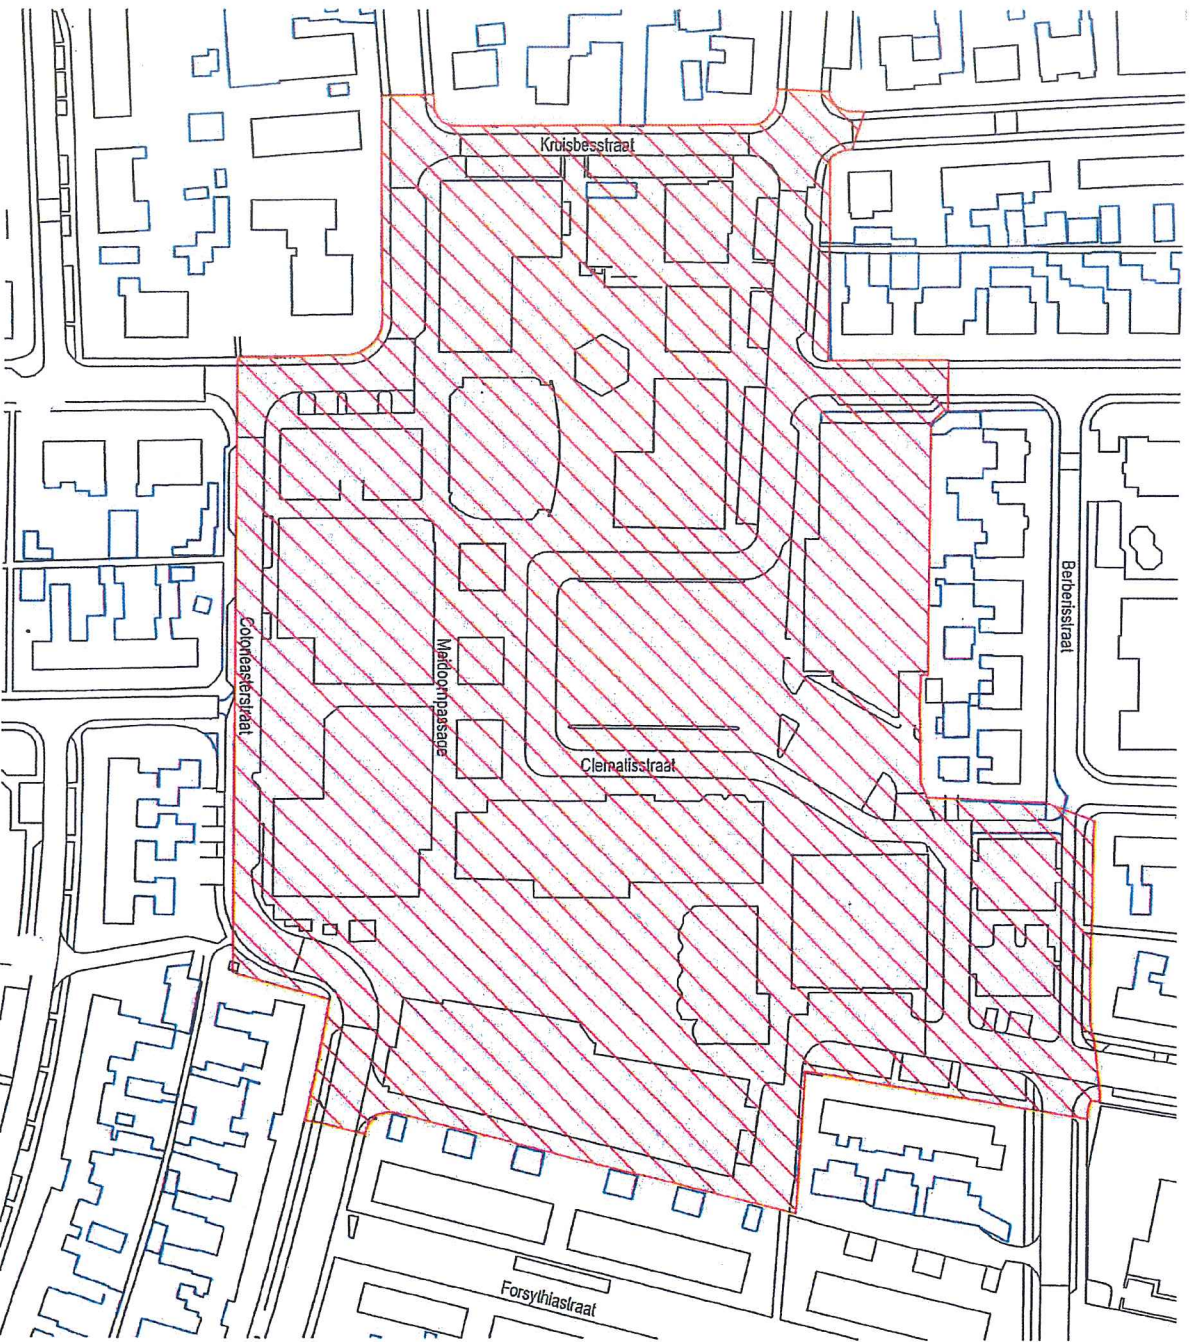 Kruisbesstraat
Berberisstraat
Cotoneasterstraat
Meidoornpassage
Clematisstraat
Forsythiastraat